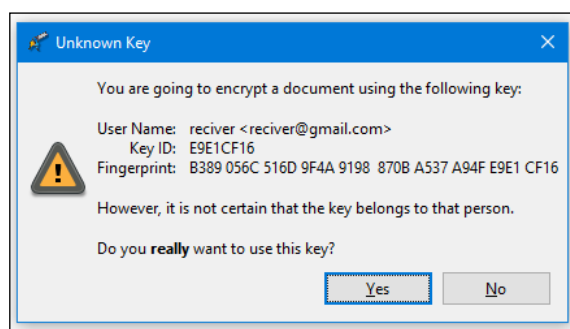 Unknown Key
You are going to encrypt a document using the following key:
User Name: reciver <reciver@gmail.com>
Key ID: E9E1CF16
Fingerprint: B389 056C 516D 9F4A 9198  870B A537 A94F E9E1 CF16
However, it is not certain that the key belongs to that person.
Do you really want to use this key?
Yes No